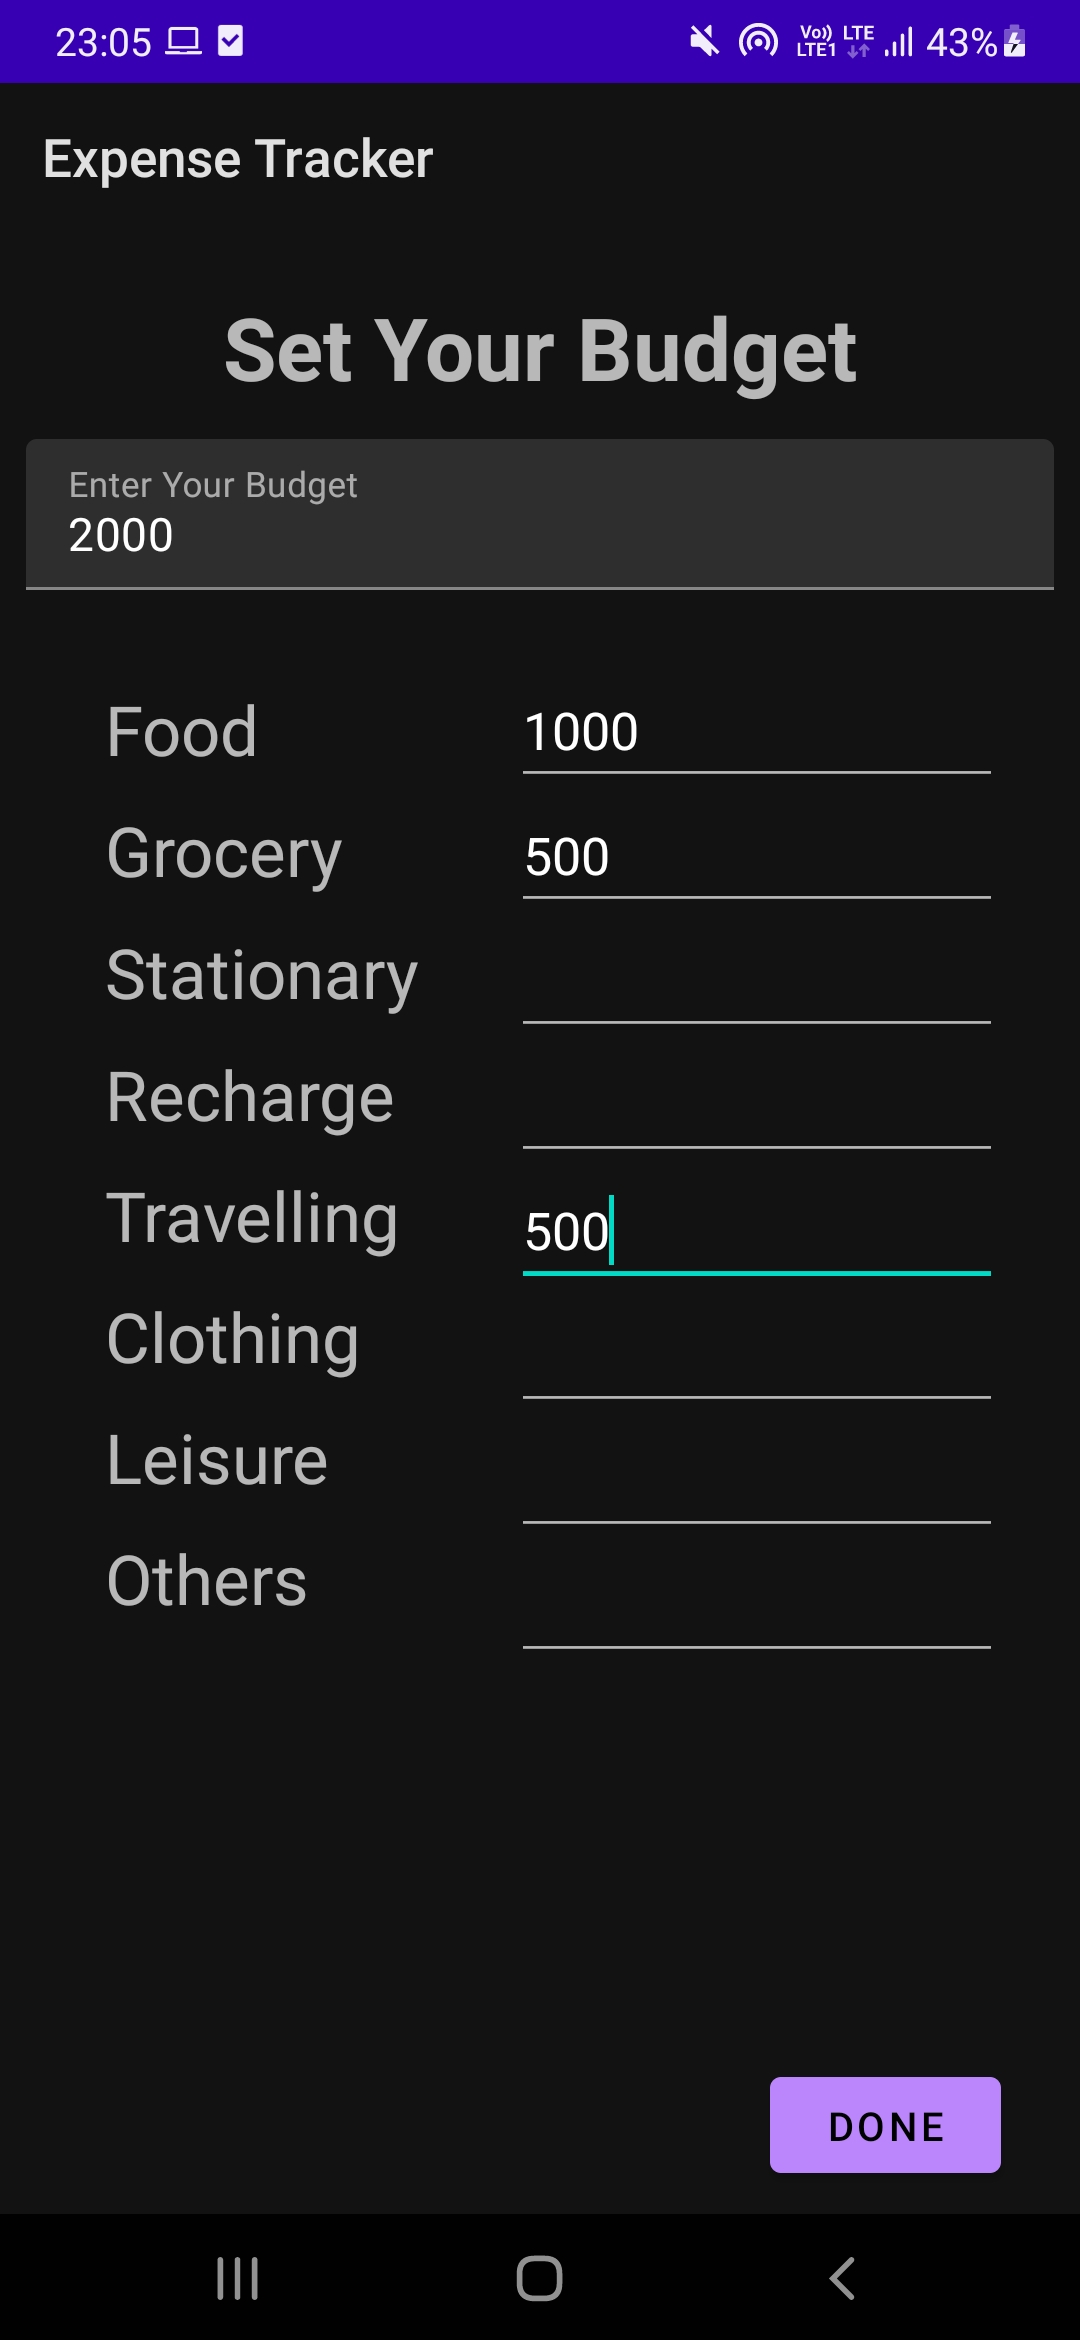 23:05 Vo)) LTE 43%
LTE1
Expense Tracker
Set Your Budget
Enter Your Budget
2000
Food 1000
Grocery 500
Stationary
Recharge
Travelling 500
Clothing
Leisure
Others
DONE